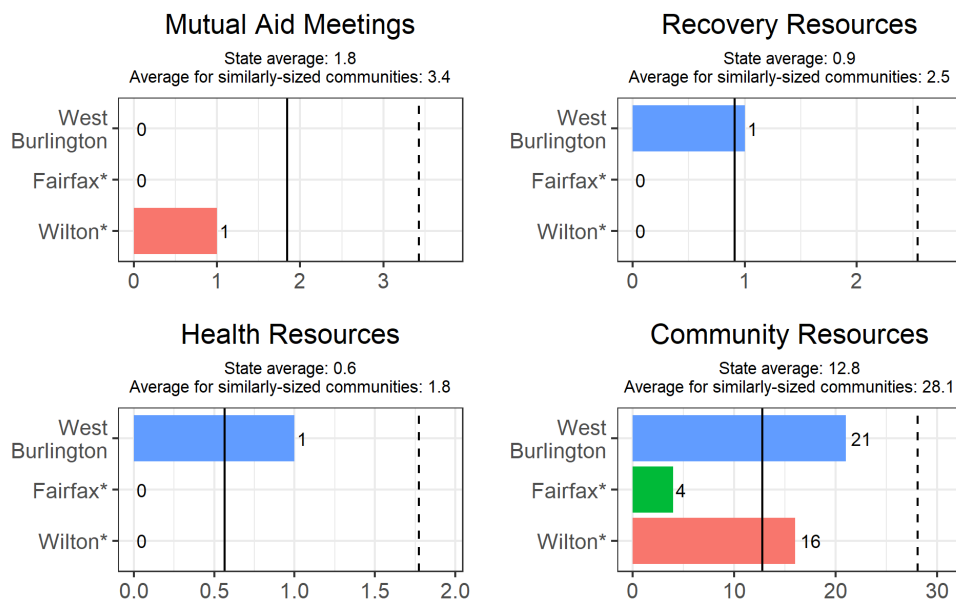 Mutual Aid Meetings
State average: 1.8
Average for similarly-sized communities: 3.4
West
Burlington
0
Fairfax*
0
Wilton*
1
0
1
2
3
Recovery Resources
State average: 0.9
Average for similarly-sized communities: 2.5
West
Burlington
1
Fairfax*
0
Wilton*
0
0
1
2
Health Resources
State average: 0.6
Average for similarly-sized communities: 1.8
West
Burlington
1
Fairfax*
0
Wilton*
0
0.0
0.5
1.0
1.5
2.0
Community Resources
State average: 12.8
Average for similarly-sized communities: 28.1
West
Burlington
21
Fairfax*
4
Wilton*
16
0
10
20
30